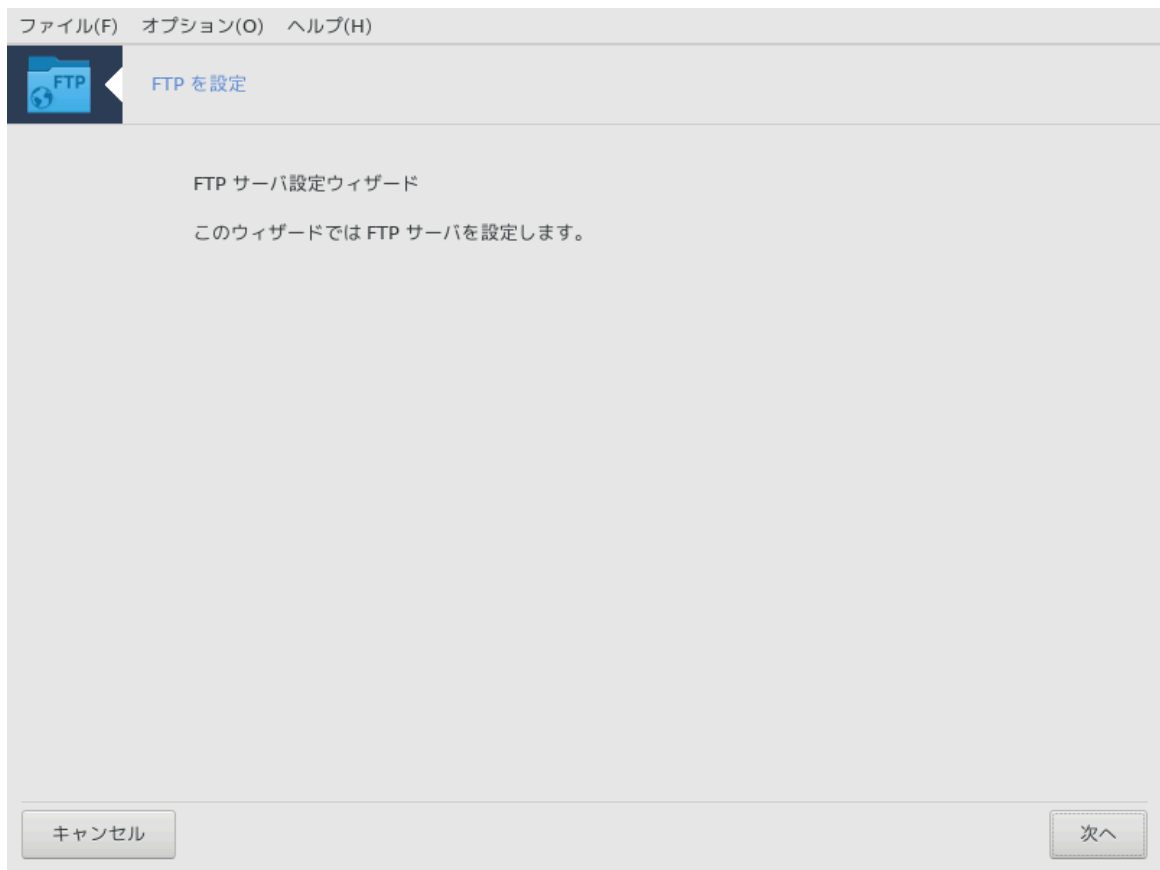 ファイル(F) オプション(O) ヘルプ(H)
FTP
FTP を設定
FTP サーバ設定ウィザード
このウィザードでは FTP サーバを設定します。
キャンセル
次へ